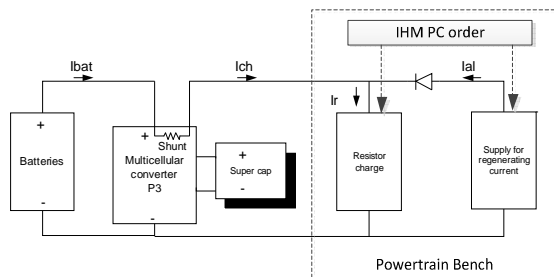 IHM PC order
Ibat
Ich
Ial
Ir
+
Batteries
-
+
Shunt
Multicellular
converter
P3
-
+
Super cap
-
Resistor
charge
Supply for
regenerating
current
Powertrain Bench